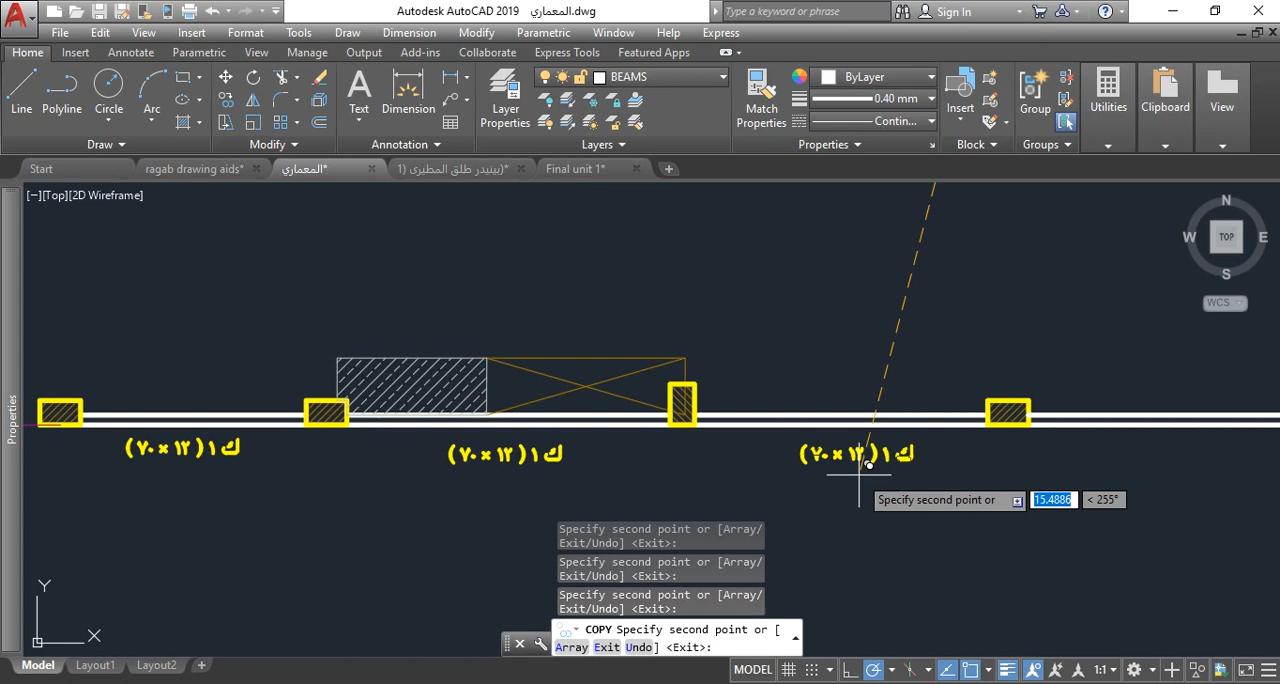 Autodesk AutoCAD 2019 المعماري.dwg
Type a keyword or phrase
Sign In
File Edit View Insert Format Tools Draw Dimension Modify Parametric Window Help Express
Home Insert Annotate Parametric View Manage Output Add-ins Collaborate Express Tools Featured Apps
BEAMS
ByLayer
0.40 mm
Contin...
Line Polyline Circle Arc
Text Dimension
Layer Properties
Match Properties
Insert
Group
Utilities
Clipboard
View
Draw Modify Annotation Layers Properties Block Groups
Start
ragab drawing aids*
المعماري*
بيتيدر طلق المطيرى (1)*
Final unit 1*
[−][Top][2D Wireframe]
N
W TOP E
S
WCS
Properties
ك ١ (١٢ × ٧٠)
ك ١ (١٢ × ٧٠)
ك ١ (١٢ × ٧٠)
Specify second point or
15.4886
< 255°
Specify second point or [Array/
Exit/Undo] <Exit>:
Specify second point or [Array/
Exit/Undo] <Exit>:
Specify second point or [Array/
Exit/Undo] <Exit>:
COPY Specify second point or [
Array Exit Undo] <Exit>:
Y
X
Model Layout1 Layout2 +
MODEL
1:1